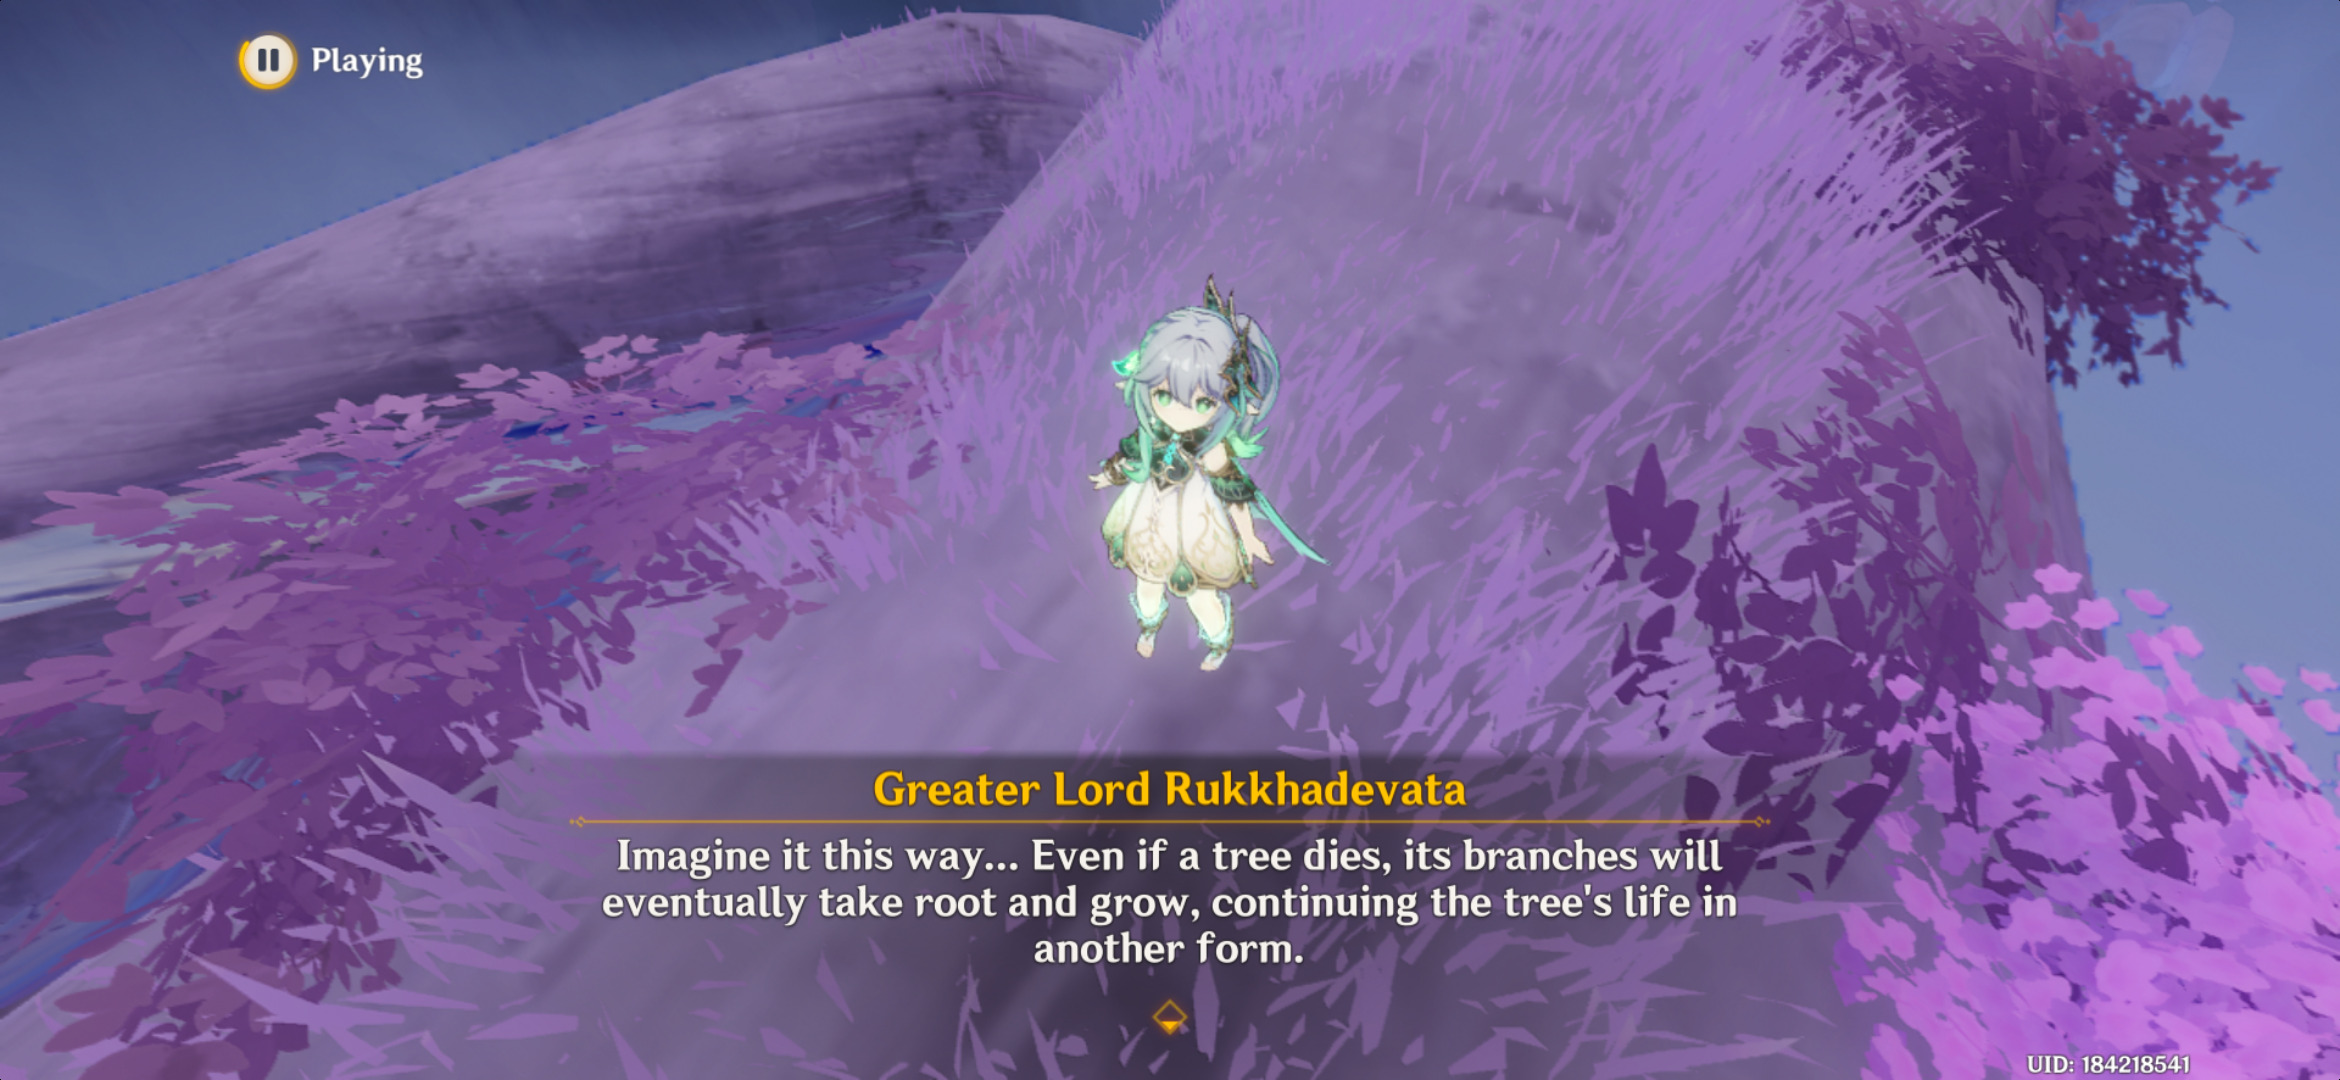 Playing
Greater Lord Rukkhadevata
Imagine it this way... Even if a tree dies, its branches will
eventually take root and grow, continuing the tree's life in
another form.
UID: 184218541